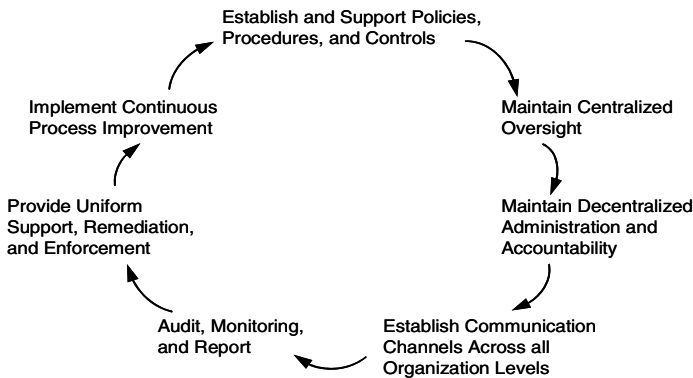 Establish and Support Policies,
Procedures, and Controls
Maintain Centralized
Oversight
Maintain Decentralized
Administration and
Accountability
Establish Communication
Channels Across all
Organization Levels
Audit, Monitoring,
and Report
Provide Uniform
Support, Remediation,
and Enforcement
Implement Continuous
Process Improvement